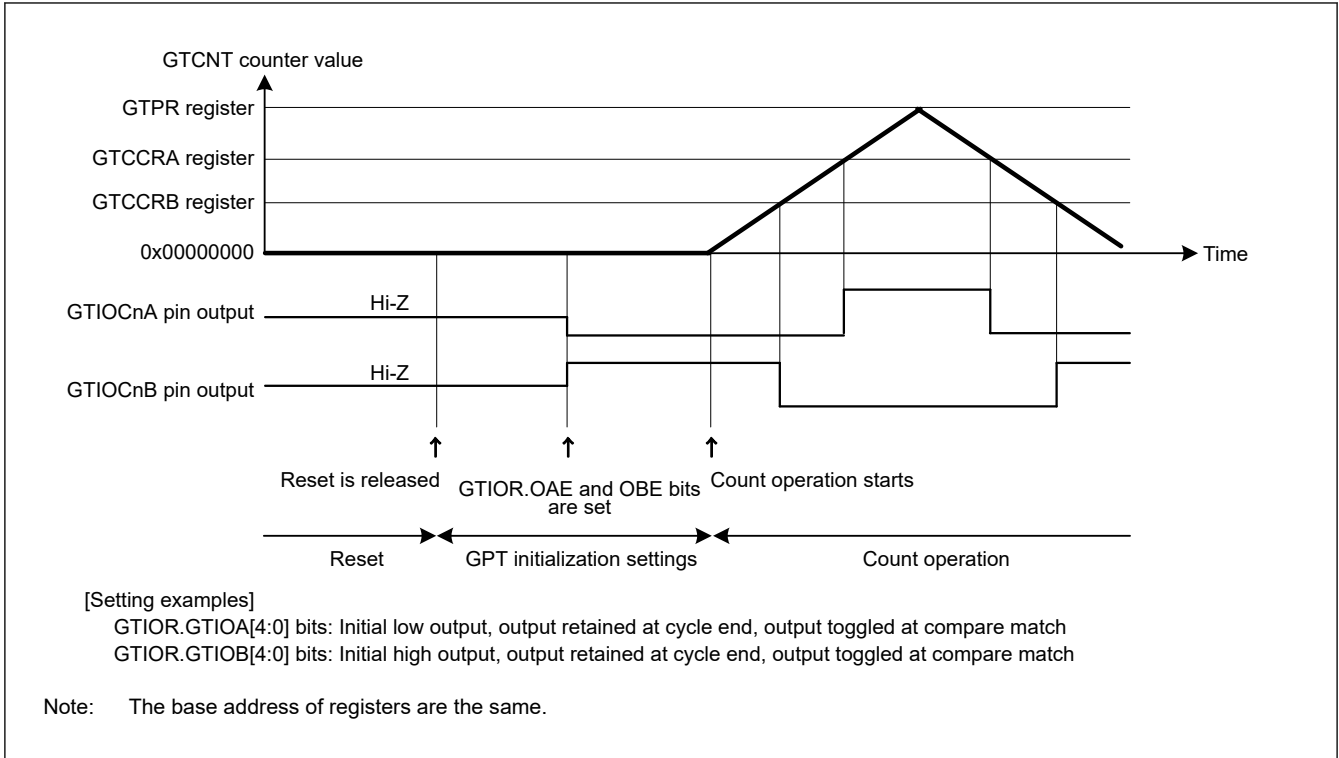 GTCNT counter value
GTPR register
GTCCRA register
GTCCRB register
0x00000000
Time
GTIOCnA pin output
Hi-Z
GTIOCnB pin output
Hi-Z
Reset is released
GTIOR.OAE and OBE bits
are set
Count operation starts
Reset
GPT initialization settings
Count operation
[Setting examples]
GTIOR.GTIOA[4:0] bits: Initial low output, output retained at cycle end, output toggled at compare match
GTIOR.GTIOB[4:0] bits: Initial high output, output retained at cycle end, output toggled at compare match
Note: The base address of registers are the same.